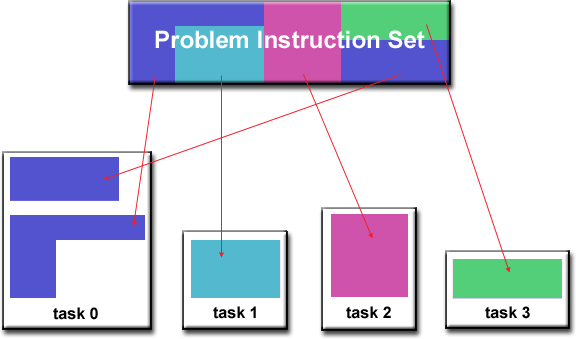 Problem Instruction Set
task 0
task 1
task 2
task 3